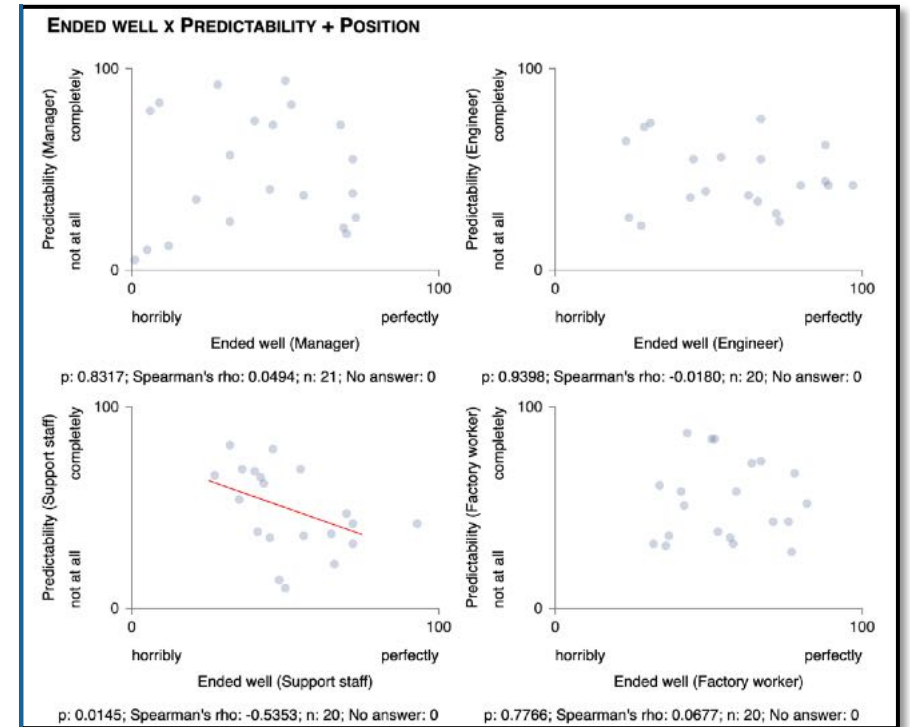 ENDED WELL X PREDICTABILITY + POSITION
Predictability (Manager)
not at all completely
100
0
0 100
horribly perfectly
Ended well (Manager)
p: 0.8317; Spearman's rho: 0.0494; n: 21; No answer: 0
Predictability (Engineer)
not at all completely
100
0
0 100
horribly perfectly
Ended well (Engineer)
p: 0.9398; Spearman's rho: -0.0180; n: 20; No answer: 0
Predictability (Support staff)
not at all completely
100
0
0 100
horribly perfectly
Ended well (Support staff)
p: 0.0145; Spearman's rho: -0.5353; n: 20; No answer: 0
Predictability (Factory worker)
not at all completely
100
0
0 100
horribly perfectly
Ended well (Factory worker)
p: 0.7766; Spearman's rho: 0.0677; n: 20; No answer: 0